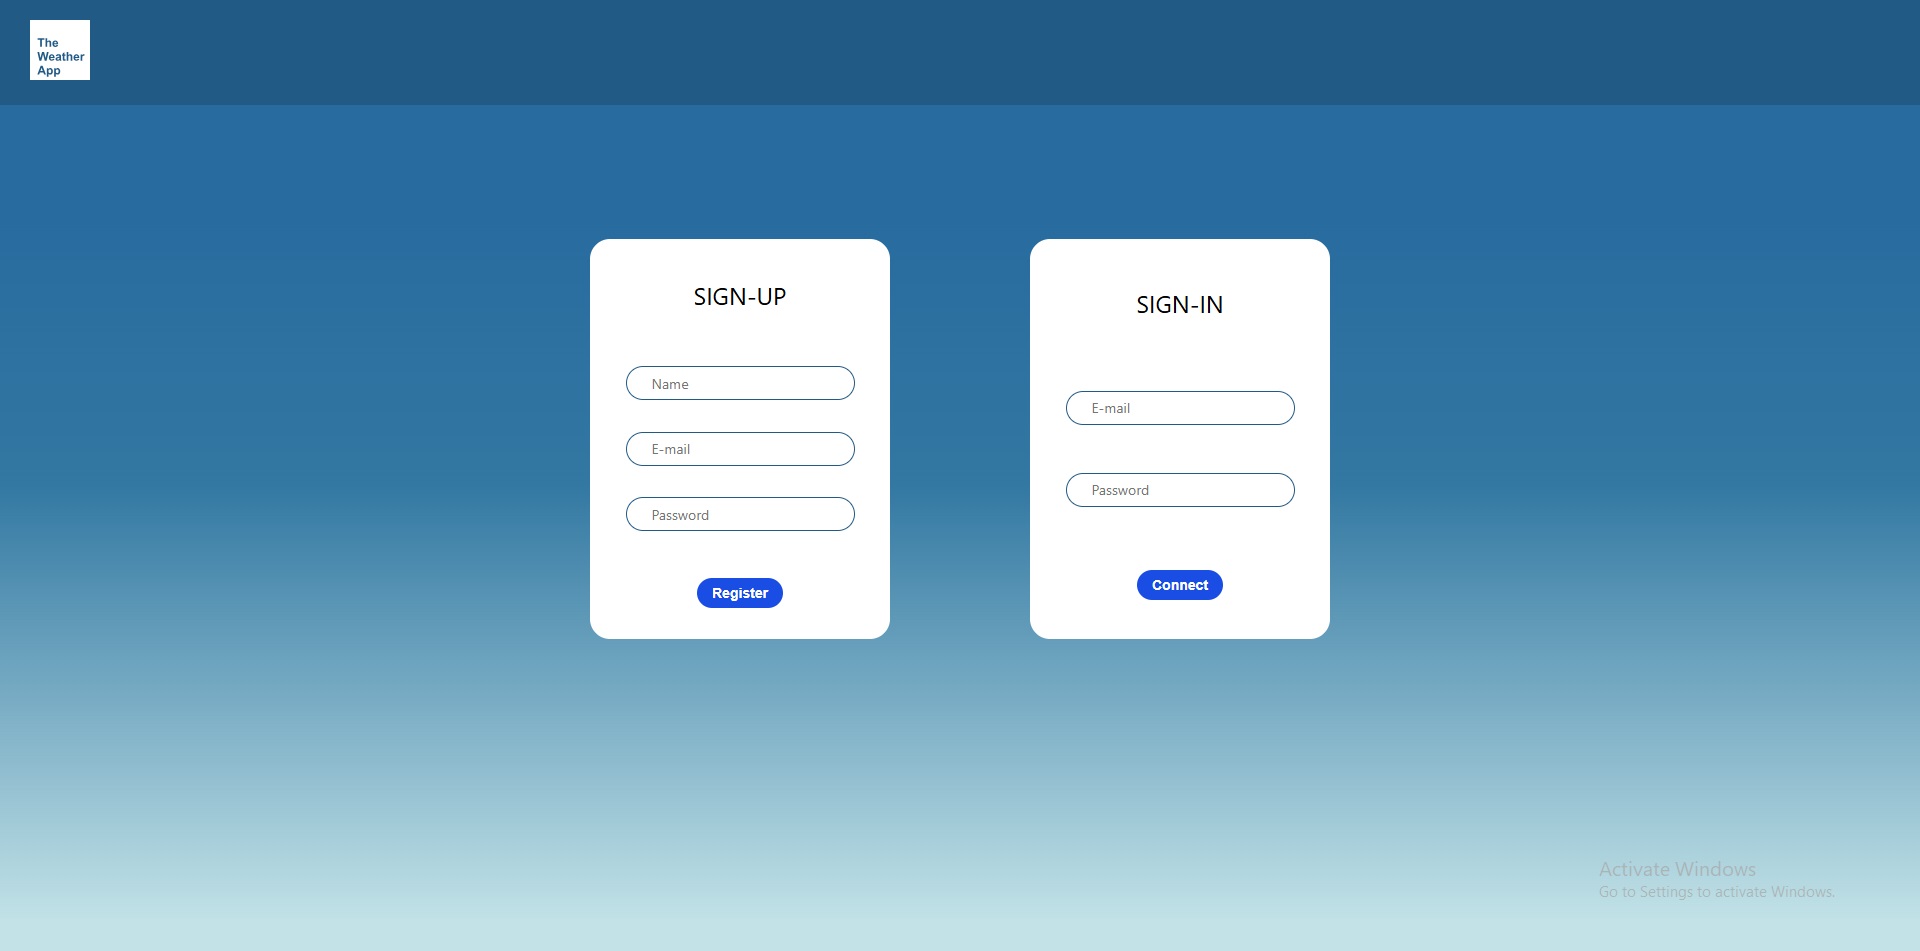 The
Weather
App
SIGN-UP
Name
E-mail
Password
Register
SIGN-IN
E-mail
Password
Connect
Activate Windows
Go to Settings to activate Windows.